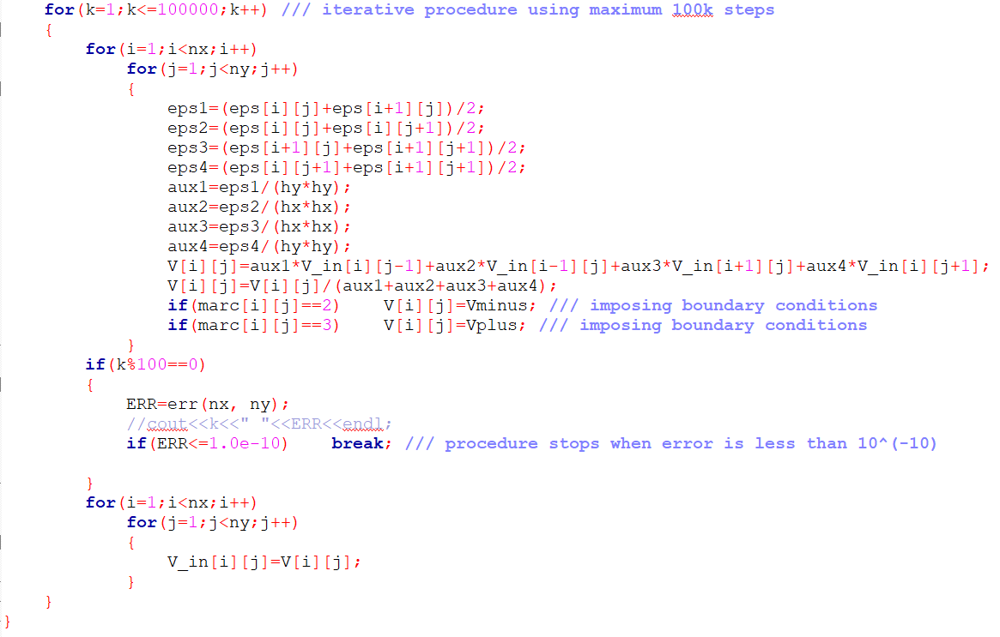 for(k=1;k<=100000;k++) /// iterative procedure using maximum 100k steps
{
for(i=1;i<nx;i++)
for(j=1;j<ny;j++)
{
eps1=(eps[i][j]+eps[i+1][j])/2;
eps2=(eps[i][j]+eps[i][j+1])/2;
eps3=(eps[i+1][j]+eps[i+1][j+1])/2;
eps4=(eps[i][j+1]+eps[i+1][j+1])/2;
aux1=eps1/(hy*hy);
aux2=eps2/(hx*hx);
aux3=eps3/(hx*hx);
aux4=eps4/(hy*hy);
V[i][j]=aux1*V_in[i][j-1]+aux2*V_in[i-1][j]+aux3*V_in[i+1][j]+aux4*V_in[i][j+1];
V[i][j]=V[i][j]/(aux1+aux2+aux3+aux4);
if(marc[i][j]==2) V[i][j]=Vminus; /// imposing boundary conditions
if(marc[i][j]==3) V[i][j]=Vplus; /// imposing boundary conditions
}
if(k%100==0)
{
ERR=err(nx, ny);
//cout<<k<<" "<<ERR<<endl;
if(ERR<=1.0e-10) break; /// procedure stops when error is less than 10^(-10)
}
for(i=1;i<nx;i++)
for(j=1;j<ny;j++)
{
V_in[i][j]=V[i][j];
}
}
}